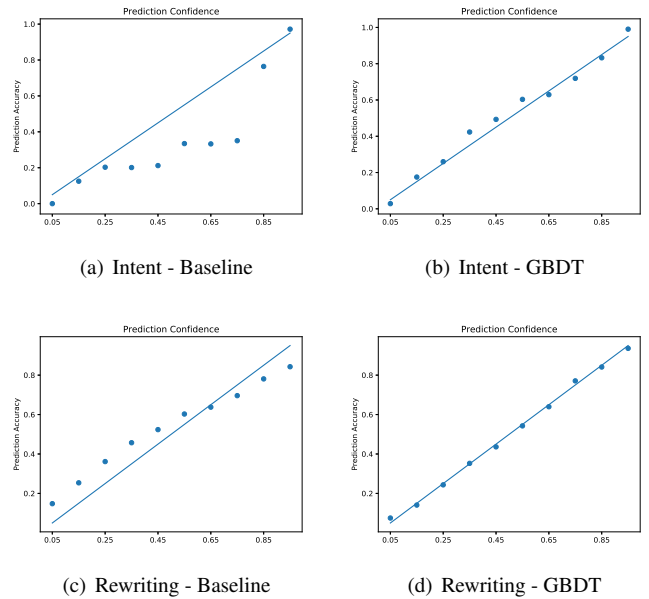 Prediction Confidence
Prediction Accuracy
1.0
0.8
0.6
0.4
0.2
0.0
0.05 0.25 0.45 0.65 0.85
(a) Intent - Baseline
Prediction Confidence
Prediction Accuracy
1.0
0.8
0.6
0.4
0.2
0.0
0.05 0.25 0.45 0.65 0.85
(b) Intent - GBDT
Prediction Confidence
Prediction Accuracy
0.8
0.6
0.4
0.2
0.05 0.25 0.45 0.65 0.85
(c) Rewriting - Baseline
Prediction Confidence
Prediction Accuracy
0.8
0.6
0.4
0.2
0.05 0.25 0.45 0.65 0.85
(d) Rewriting - GBDT